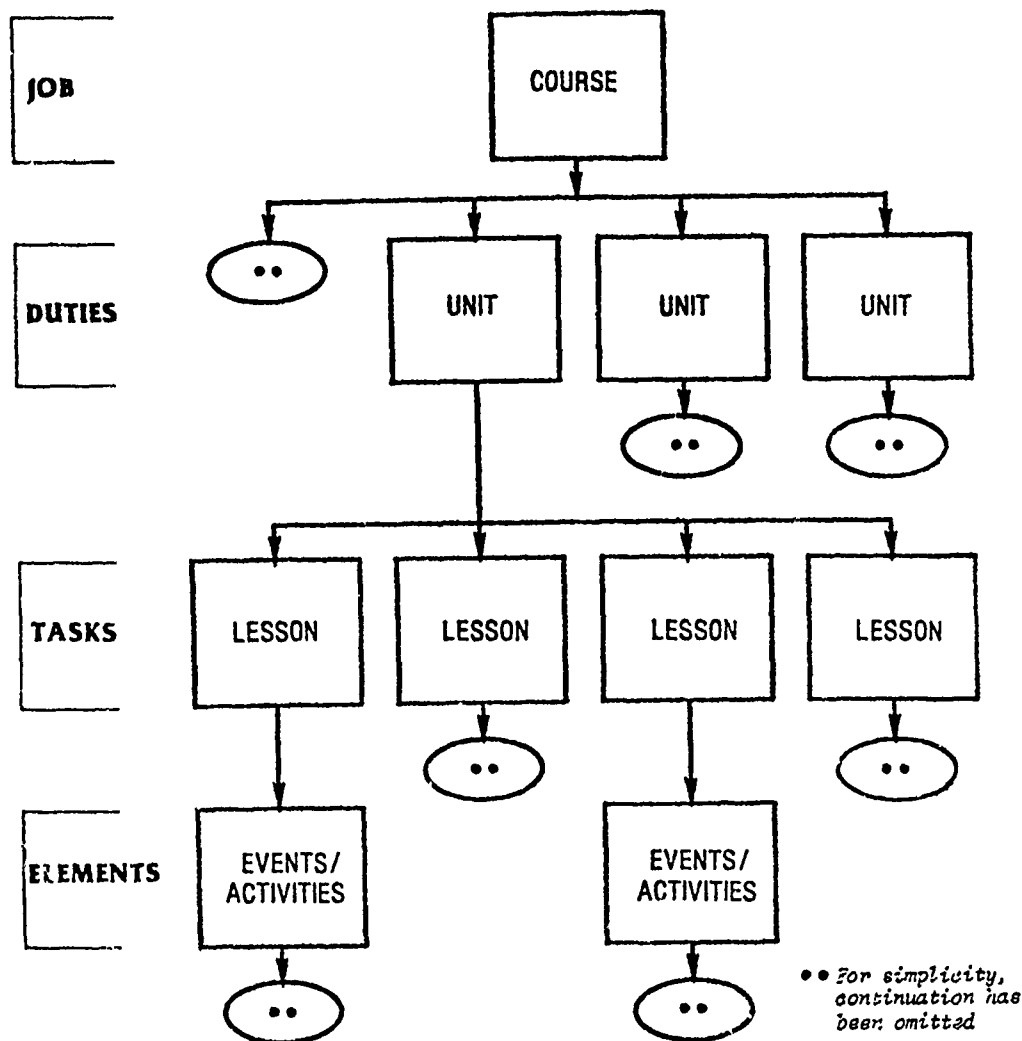 JOB
COURSE
DUTIES
UNIT
UNIT
UNIT
TASKS
LESSON
LESSON
LESSON
LESSON
ELEMENTS
EVENTS/
ACTIVITIES
EVENTS/
ACTIVITIES
•• For simplicity,
continuation has
been omitted